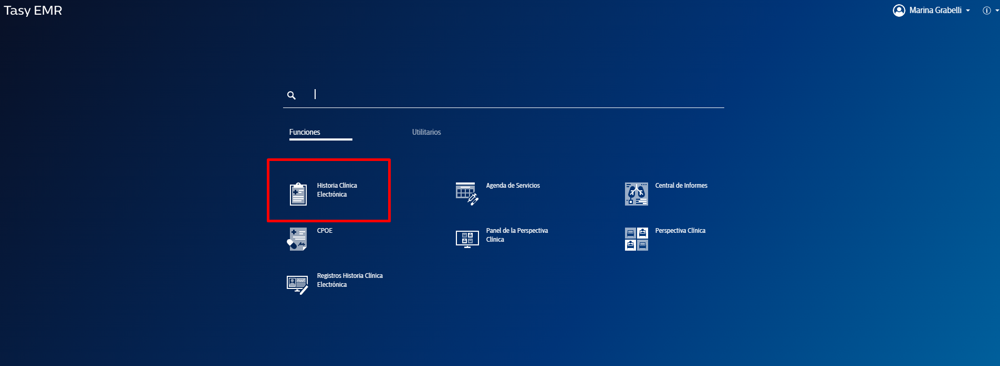 Tasy EMR
Marina Grabelli
Funciones
Utilitarios
Historia Clínica
Electrónica
Agenda de Servicios
Central de Informes
CPOE
Panel de la Perspectiva
Clínica
Perspectiva Clínica
Registros Historia Clínica
Electrónica